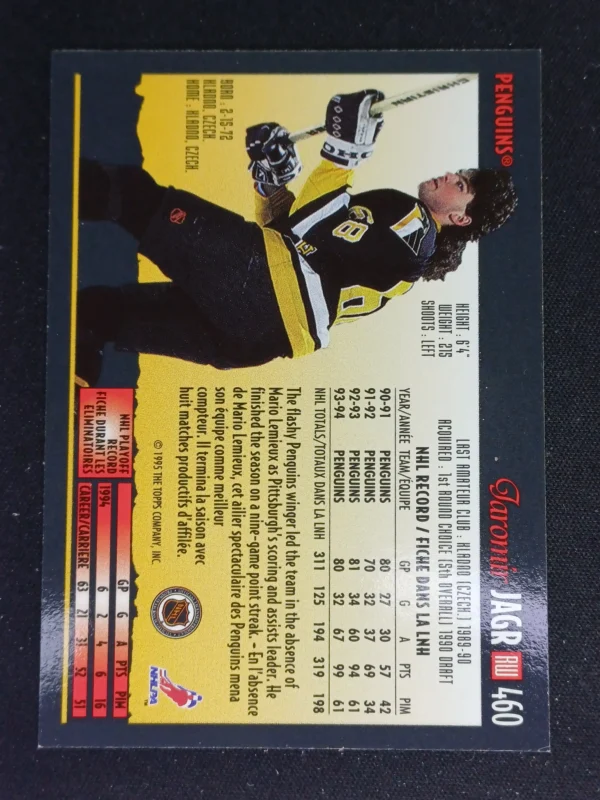 PENGUINS®
Jaromir JAGR RW 460
HEIGHT : 6'4"
WEIGHT : 215
SHOOTS : LEFT
LAST AMATEUR CLUB : KLADNO (CZECH.) 1989-90
ACQUIRED : 1st ROUND CHOICE (5th OVERALL) 1990 DRAFT
BORN : 2-15-72
KLADNO, CZECH.
HOME : KLADNO, CZECH.
NHL RECORD / FICHE DANS LA LNH
YEAR/ANNÉE TEAM/ÉQUIPE GP G A PTS PIM
90-91 PENGUINS 80 27 30 57 42
91-92 PENGUINS 70 32 37 69 34
92-93 PENGUINS 81 34 60 94 61
93-94 PENGUINS 80 32 67 99 61
NHL TOTALS/TOTAUX DANS LA LNH 311 125 194 319 198
The flashy Penguins winger led the team in the absence of
Mario Lemieux as Pittsburgh's scoring and assists leader. He
finished the season on a nine-game point streak. – En l'absence
de Mario Lemieux, cet ailier spectaculaire des Penguins mena
son équipe comme meilleur
compteur. Il termina la saison avec
huit matches productifs d'affilée.
© 1995 THE TOPPS COMPANY, INC.
NHL
NHLPA
™
NHL PLAYOFF
RECORD
FICHE DURANT LES
ÉLIMINATOIRES
GP G A PTS PIM
1994 6 2 4 6 16
CAREER/CARRIÈRE 63 21 31 52 51